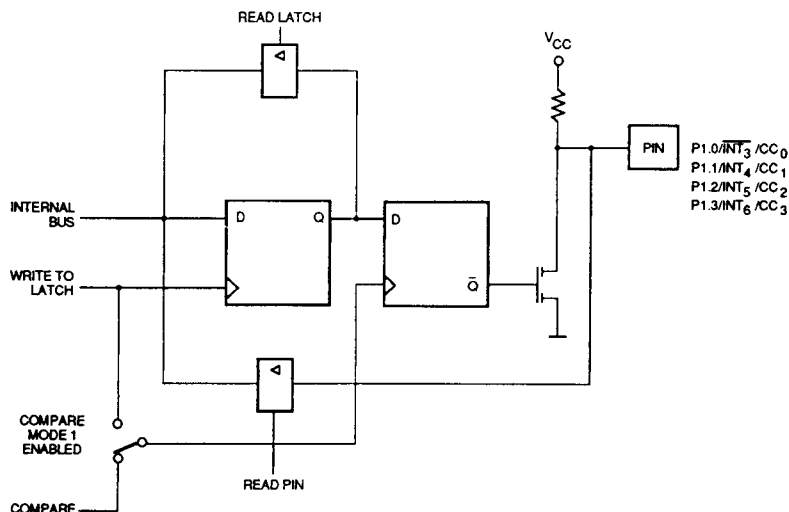 READ LATCH
VCC
PIN
P1.0/INT3/CC0
P1.1/INT4/CC1
P1.2/INT5/CC2
P1.3/INT6/CC3
INTERNAL
BUS
D
Q
D
WRITE TO
LATCH
Q
COMPARE
MODE 1
ENABLED
READ PIN
COMPARE